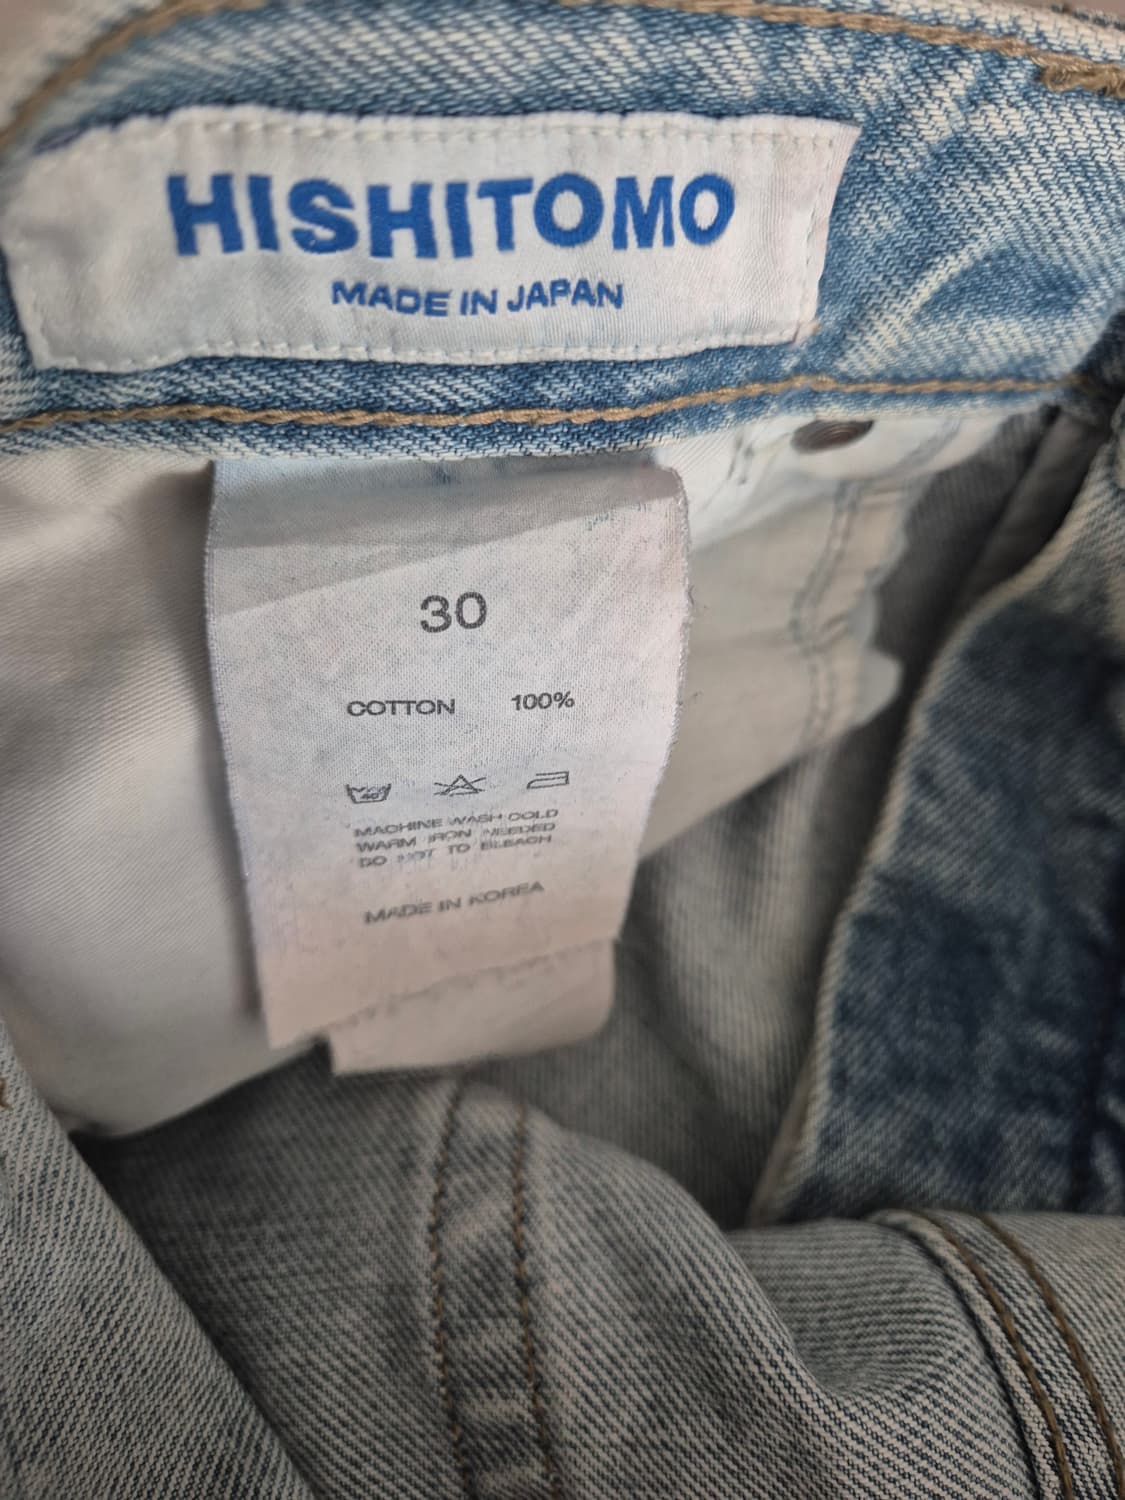 HISHITOMO
MADE IN JAPAN
30
COTTON 100%
40
MACHINE WASH COLD
WARM IRON NEEDED
DO NOT TO BLEACH
MADE IN KOREA